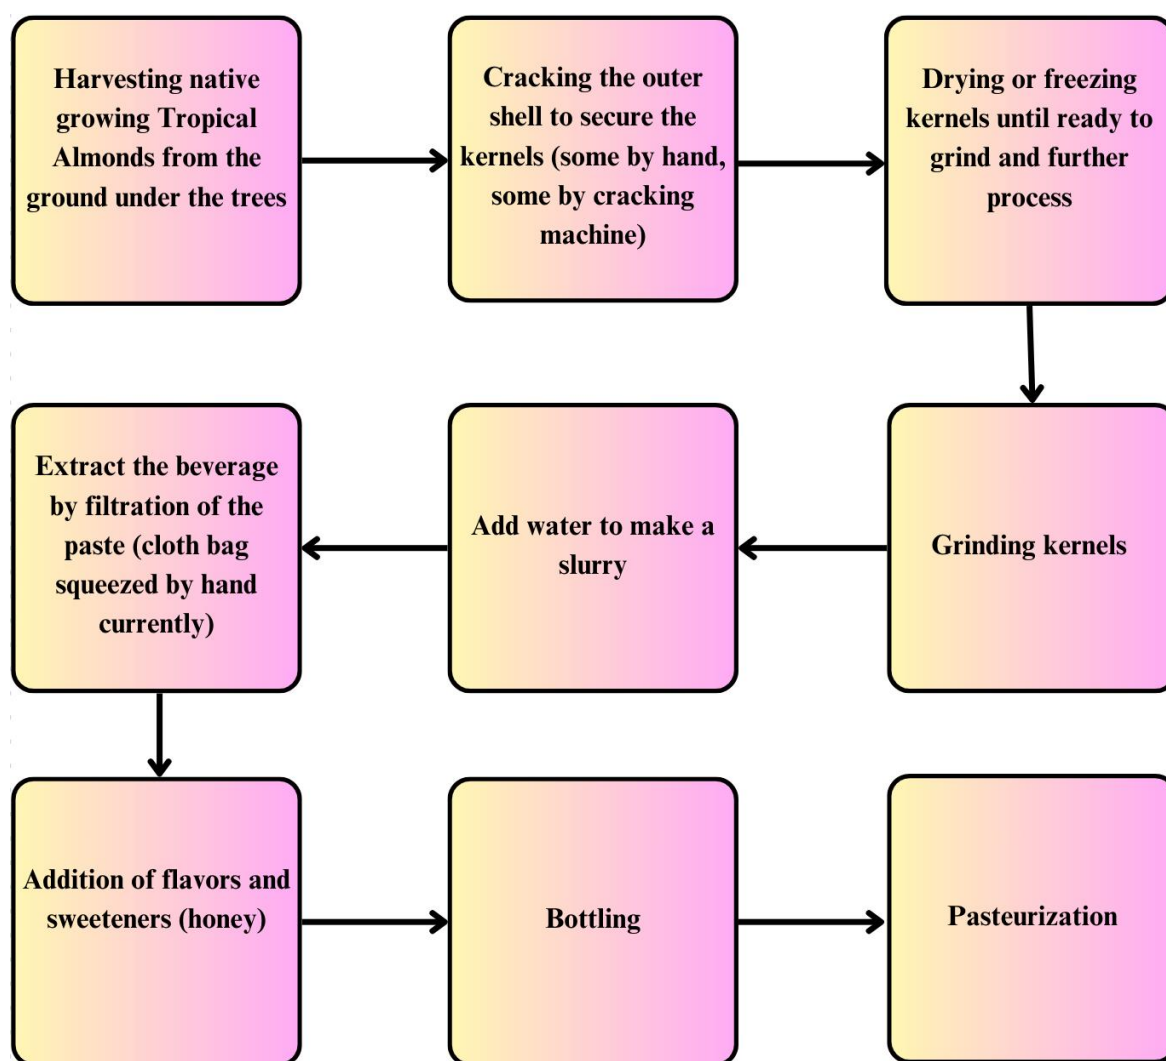 Harvesting native
growing Tropical
Almonds from the
ground under the trees
Cracking the outer
shell to secure the
kernels (some by hand,
some by cracking
machine)
Drying or freezing
kernels until ready to
grind and further
process
Grinding kernels
Add water to make a
slurry
Extract the beverage
by filtration of the
paste (cloth bag
squeezed by hand
currently)
Addition of flavors and
sweeteners (honey)
Bottling
Pasteurization